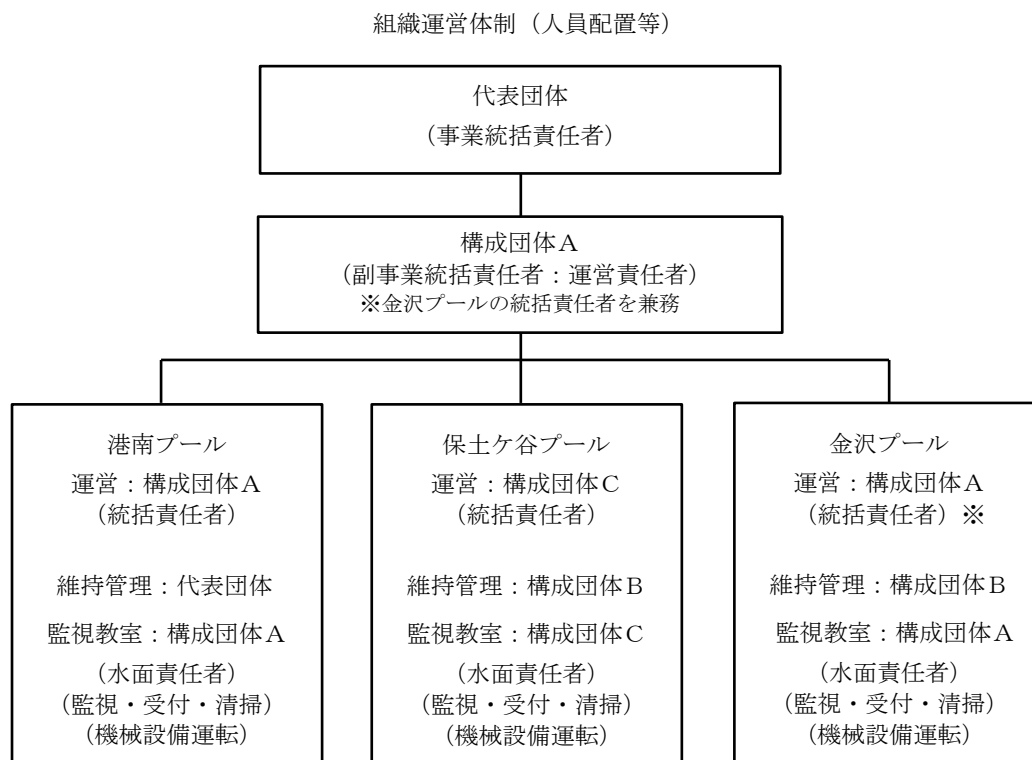 組織運営体制（人員配置等）
代表団体
（事業統括責任者）
構成団体Ａ
（副事業統括責任者：運営責任者）
※金沢プールの統括責任者を兼務
港南プール
運営：構成団体Ａ
（統括責任者）
維持管理：代表団体
監視教室：構成団体Ａ
（水面責任者）
（監視・受付・清掃）
（機械設備運転）
保土ケ谷プール
運営：構成団体Ｃ
（統括責任者）
維持管理：構成団体Ｂ
監視教室：構成団体Ｃ
（水面責任者）
（監視・受付・清掃）
（機械設備運転）
金沢プール
運営：構成団体Ａ
（統括責任者）※
維持管理：構成団体Ｂ
監視教室：構成団体Ａ
（水面責任者）
（監視・受付・清掃）
（機械設備運転）